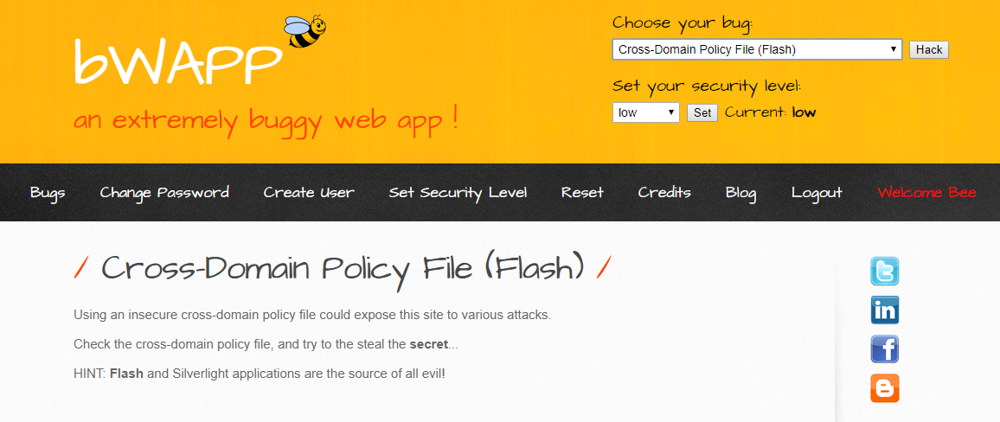 bWAPP
an extremely buggy web app !
Choose your bug:
Cross-Domain Policy File (Flash)
Hack
Set your security level:
low
Set
Current: low
Bugs
Change Password
Create User
Set Security Level
Reset
Credits
Blog
Logout
Welcome Bee
/ Cross-Domain Policy File (Flash) /
Using an insecure cross-domain policy file could expose this site to various attacks.
Check the cross-domain policy file, and try to the steal the secret...
HINT: Flash and Silverlight applications are the source of all evil!
t
in
f
B